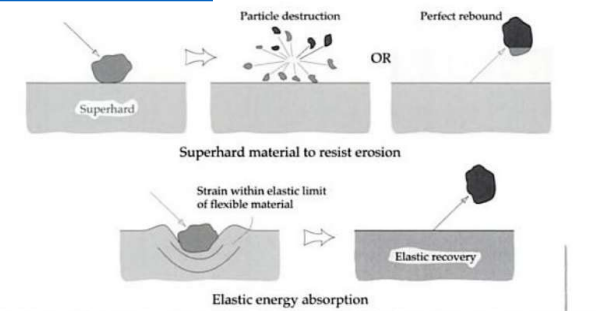 Particle destruction
Perfect rebound
OR
Superhard
Superhard material to resist erosion
Strain within elastic limit
of flexible material
Elastic recovery
Elastic energy absorption